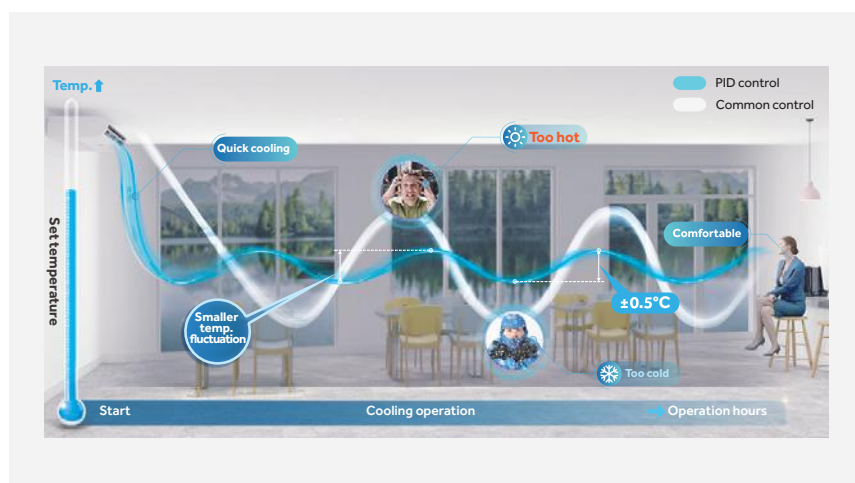 Temp.
PID control
Common control
Quick cooling
Too hot
Set temperature
Comfortable
±0.5°C
Smaller
temp.
fluctuation
Too cold
Start
Cooling operation
Operation hours